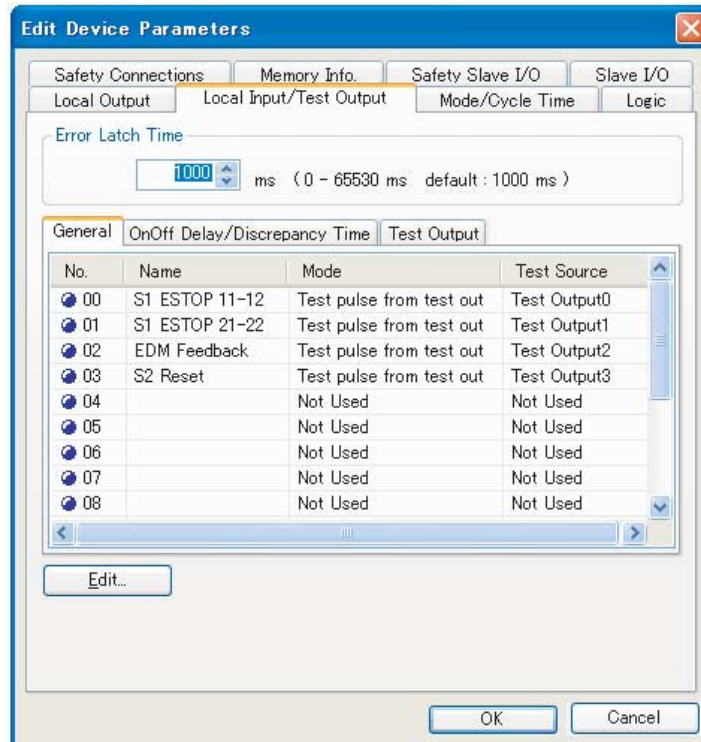 Edit Device Parameters
Safety Connections Memory Info. Safety Slave I/O Slave I/O
Local Output Local Input/Test Output Mode/Cycle Time Logic
Error Latch Time
1000 ms ( 0 - 65530 ms default : 1000 ms )
General OnOff Delay/Discrepancy Time Test Output
No. Name Mode Test Source
00 S1 ESTOP 11-12 Test pulse from test out Test Output0
01 S1 ESTOP 21-22 Test pulse from test out Test Output1
02 EDM Feedback Test pulse from test out Test Output2
03 S2 Reset Test pulse from test out Test Output3
04 Not Used Not Used
05 Not Used Not Used
06 Not Used Not Used
07 Not Used Not Used
08 Not Used Not Used
Edit...
OK Cancel